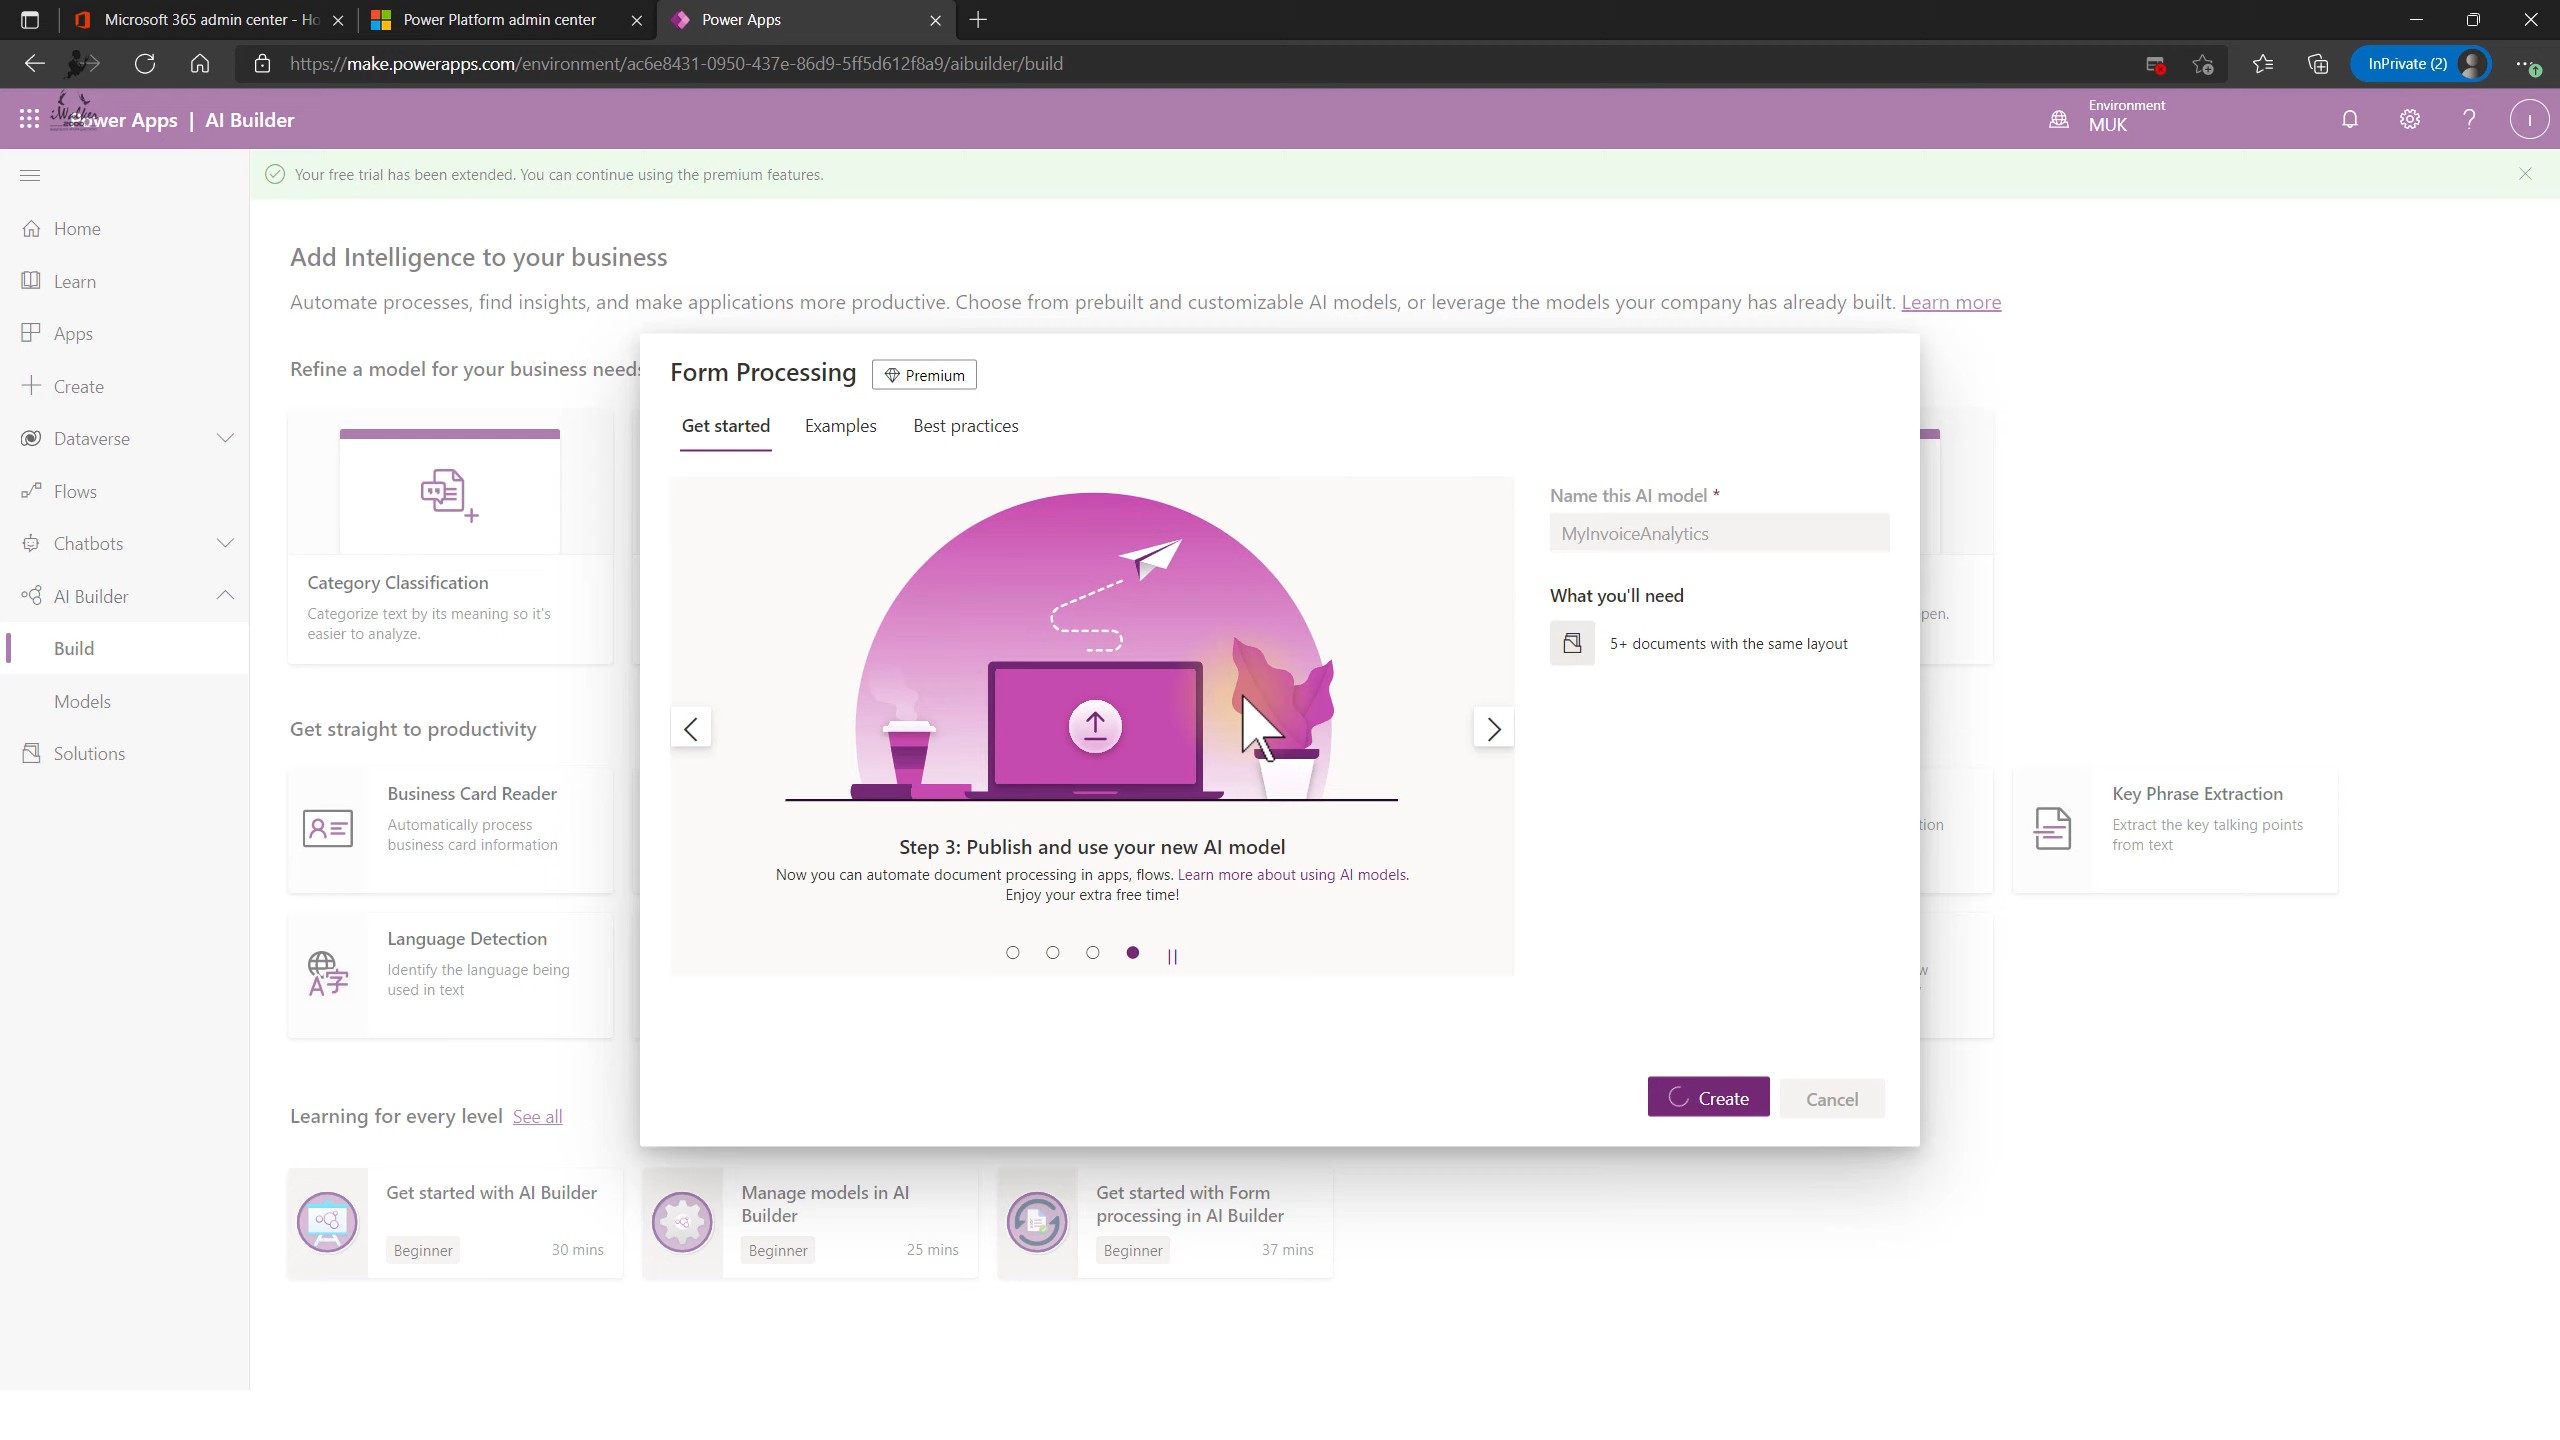 Microsoft 365 admin center - Ho
Power Platform admin center
Power Apps
https://make.powerapps.com/environment/ac6e8431-0950-437e-86d9-5ff5d612f8a9/aibuilder/build
InPrivate (2)
iWalker
Power Apps | AI Builder
Environment
MUK
I
Your free trial has been extended. You can continue using the premium features.
Home
Learn
Apps
Create
Dataverse
Flows
Chatbots
AI Builder
Build
Models
Solutions
Add Intelligence to your business
Automate processes, find insights, and make applications more productive. Choose from prebuilt and customizable AI models, or leverage the models your company has already built. Learn more
Refine a model for your business needs
Category Classification
Categorize text by its meaning so it's
easier to analyze.
pen.
Form Processing
Premium
Get started
Examples
Best practices
Step 3: Publish and use your new AI model
Now you can automate document processing in apps, flows. Learn more about using AI models.
Enjoy your extra free time!
Name this AI model *
MyInvoiceAnalytics
What you'll need
5+ documents with the same layout
Create
Cancel
Get straight to productivity
Business Card Reader
Automatically process
business card information
tion
Key Phrase Extraction
Extract the key talking points
from text
Language Detection
Identify the language being
used in text
w
Learning for every level See all
Get started with AI Builder
Beginner
30 mins
Manage models in AI
Builder
Beginner
25 mins
Get started with Form
processing in AI Builder
Beginner
37 mins